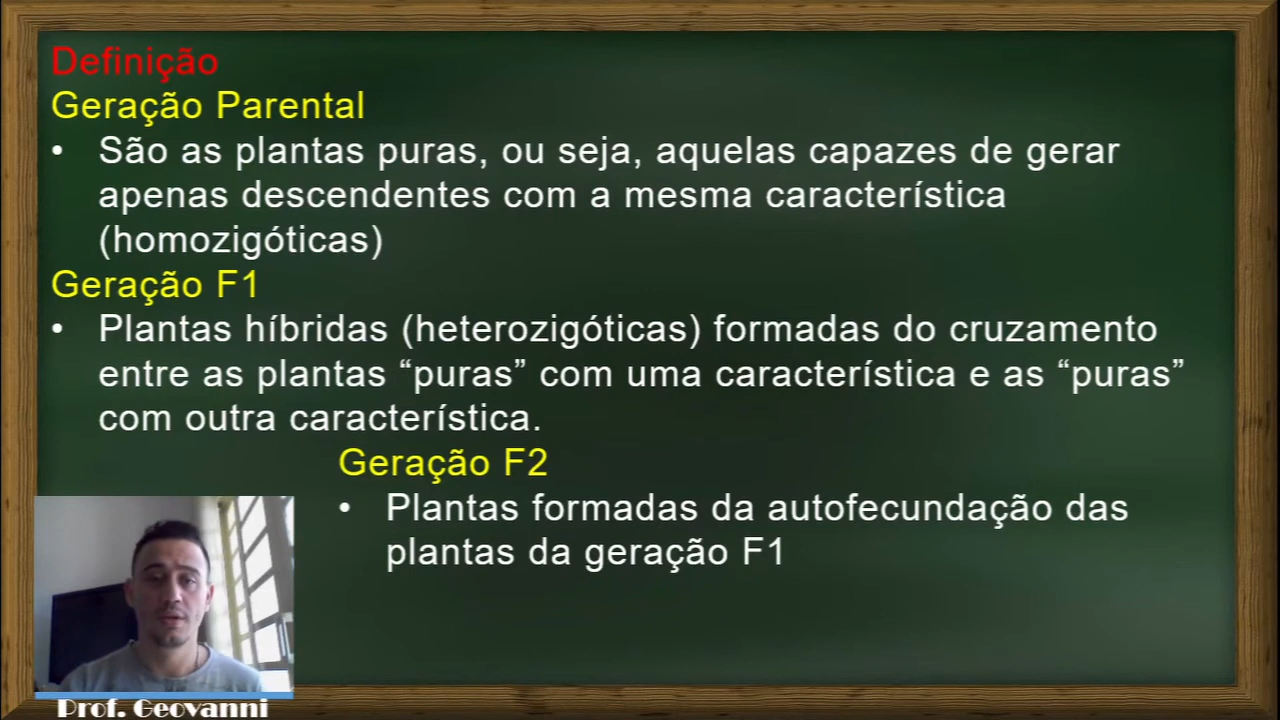 Definição
Geração Parental
• São as plantas puras, ou seja, aquelas capazes de gerar
apenas descendentes com a mesma característica
(homozigóticas)
Geração F1
• Plantas híbridas (heterozigóticas) formadas do cruzamento
entre as plantas “puras” com uma característica e as “puras”
com outra característica.
Geração F2
• Plantas formadas da autofecundação das
plantas da geração F1
Prof. Geovanni